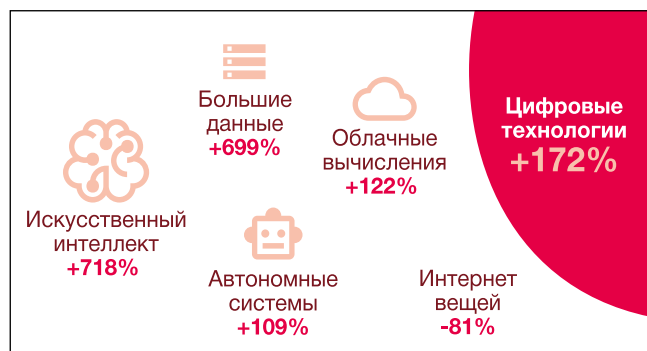 Большие
данные
+699%
Облачные
вычисления
+122%
Цифровые
технологии
+172%
Искусственный
интеллект
+718%
Автономные
системы
+109%
Интернет
вещей
-81%